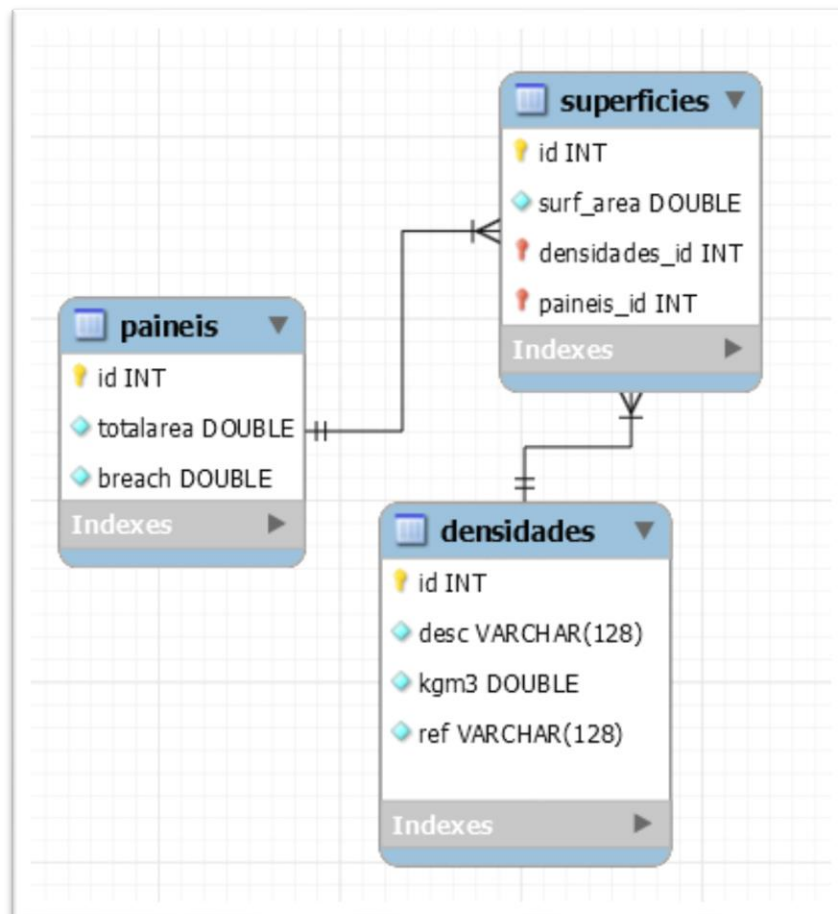 superficies
id INT
surf_area DOUBLE
densidades_id INT
paineis_id INT
Indexes
paineis
id INT
totalarea DOUBLE
breach DOUBLE
Indexes
densidades
id INT
desc VARCHAR(128)
kgm3 DOUBLE
ref VARCHAR(128)
Indexes